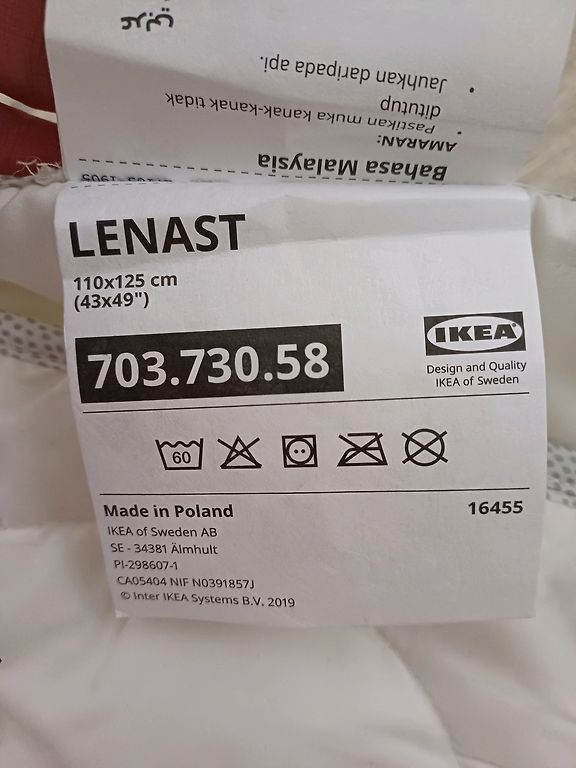 عربي
• Jauhkan daripada api.
ditutup
• Pastikan muka kanak-kanak tidak
AMARAN:
Bahasa Malaysia
LENAST
110x125 cm
(43x49")
703.730.58
IKEA
Design and Quality
IKEA of Sweden
60
Made in Poland
16455
IKEA of Sweden AB
SE - 34381 Älmhult
PI-298607-1
CA05404 NIF N0391857J
© Inter IKEA Systems B.V. 2019